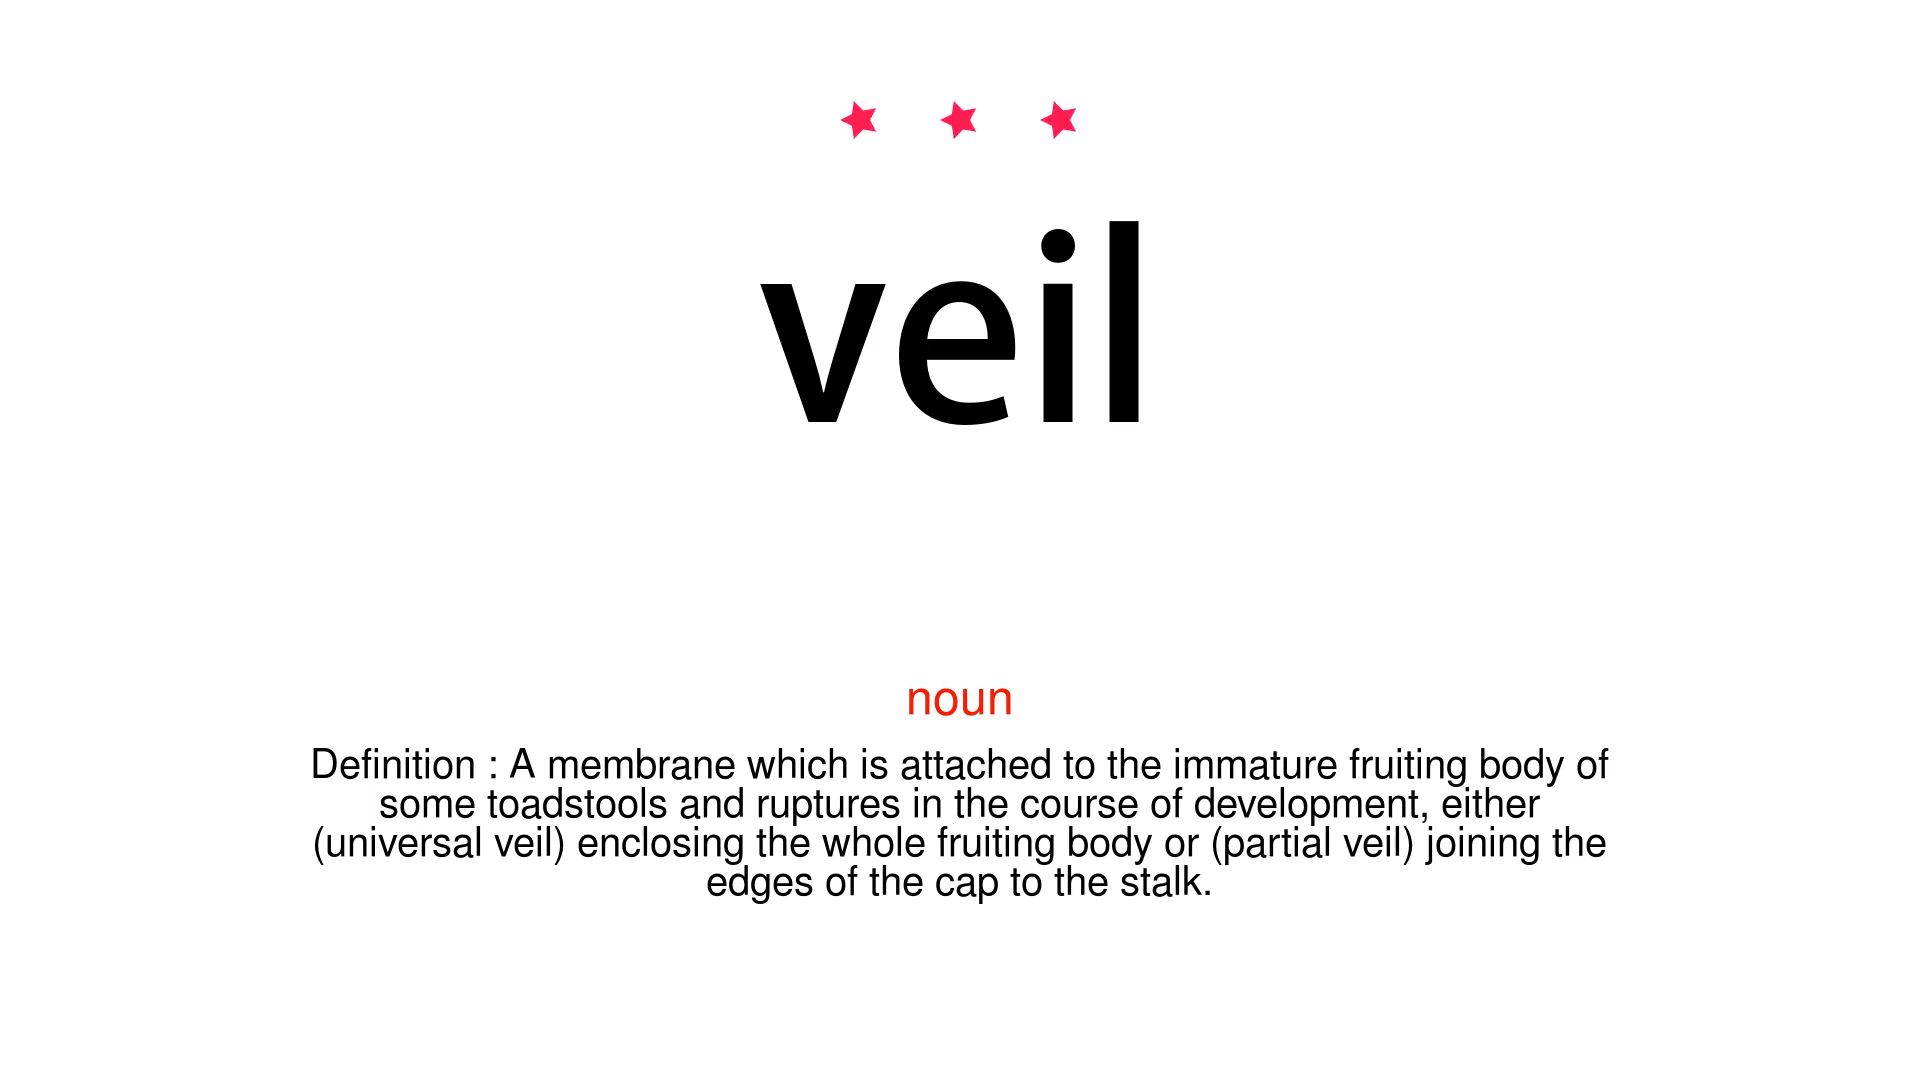 veil
noun
Definition : A membrane which is attached to the immature fruiting body of
some toadstools and ruptures in the course of development, either
(universal veil) enclosing the whole fruiting body or (partial veil) joining the
edges of the cap to the stalk.